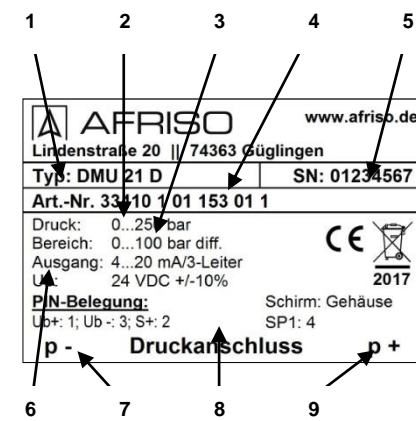 1 2 3 4 5
AFRISO www.afriso.de
Lindenstraße 20 || 74363 Güglingen
Typ: DMU 21 D SN: 01234567
Art.-Nr. 33410 1 01 153 01 1
Druck: 0...250 bar
Bereich: 0...100 bar diff.
Ausgang: 4...20 mA/3-Leiter
Ub: 24 VDC +/-10%
2017
PIN-Belegung: Schirm: Gehäuse
Ub+: 1; Ub -: 3; S+: 2 SP1: 4
p - Druckanschluss p +
6 7 8 9